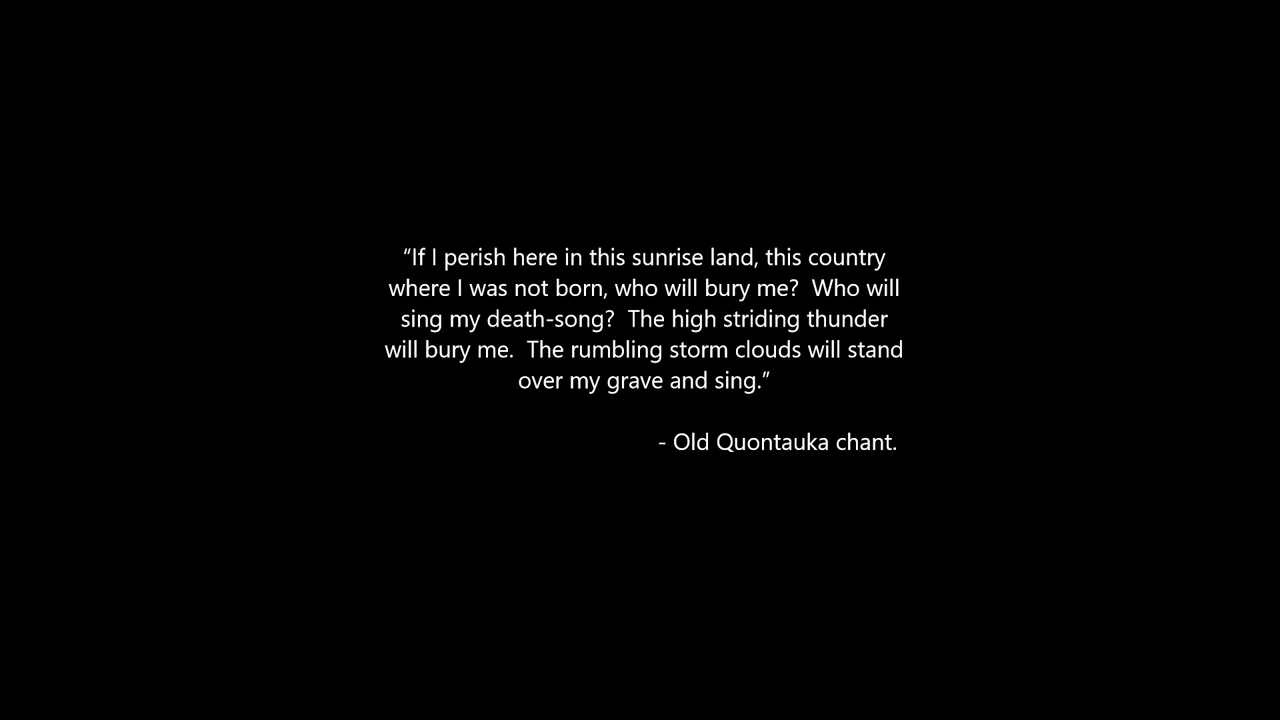 “If I perish here in this sunrise land, this country
where I was not born, who will bury me?  Who will
sing my death-song?  The high striding thunder
will bury me.  The rumbling storm clouds will stand
over my grave and sing.”
- Old Quontauka chant.